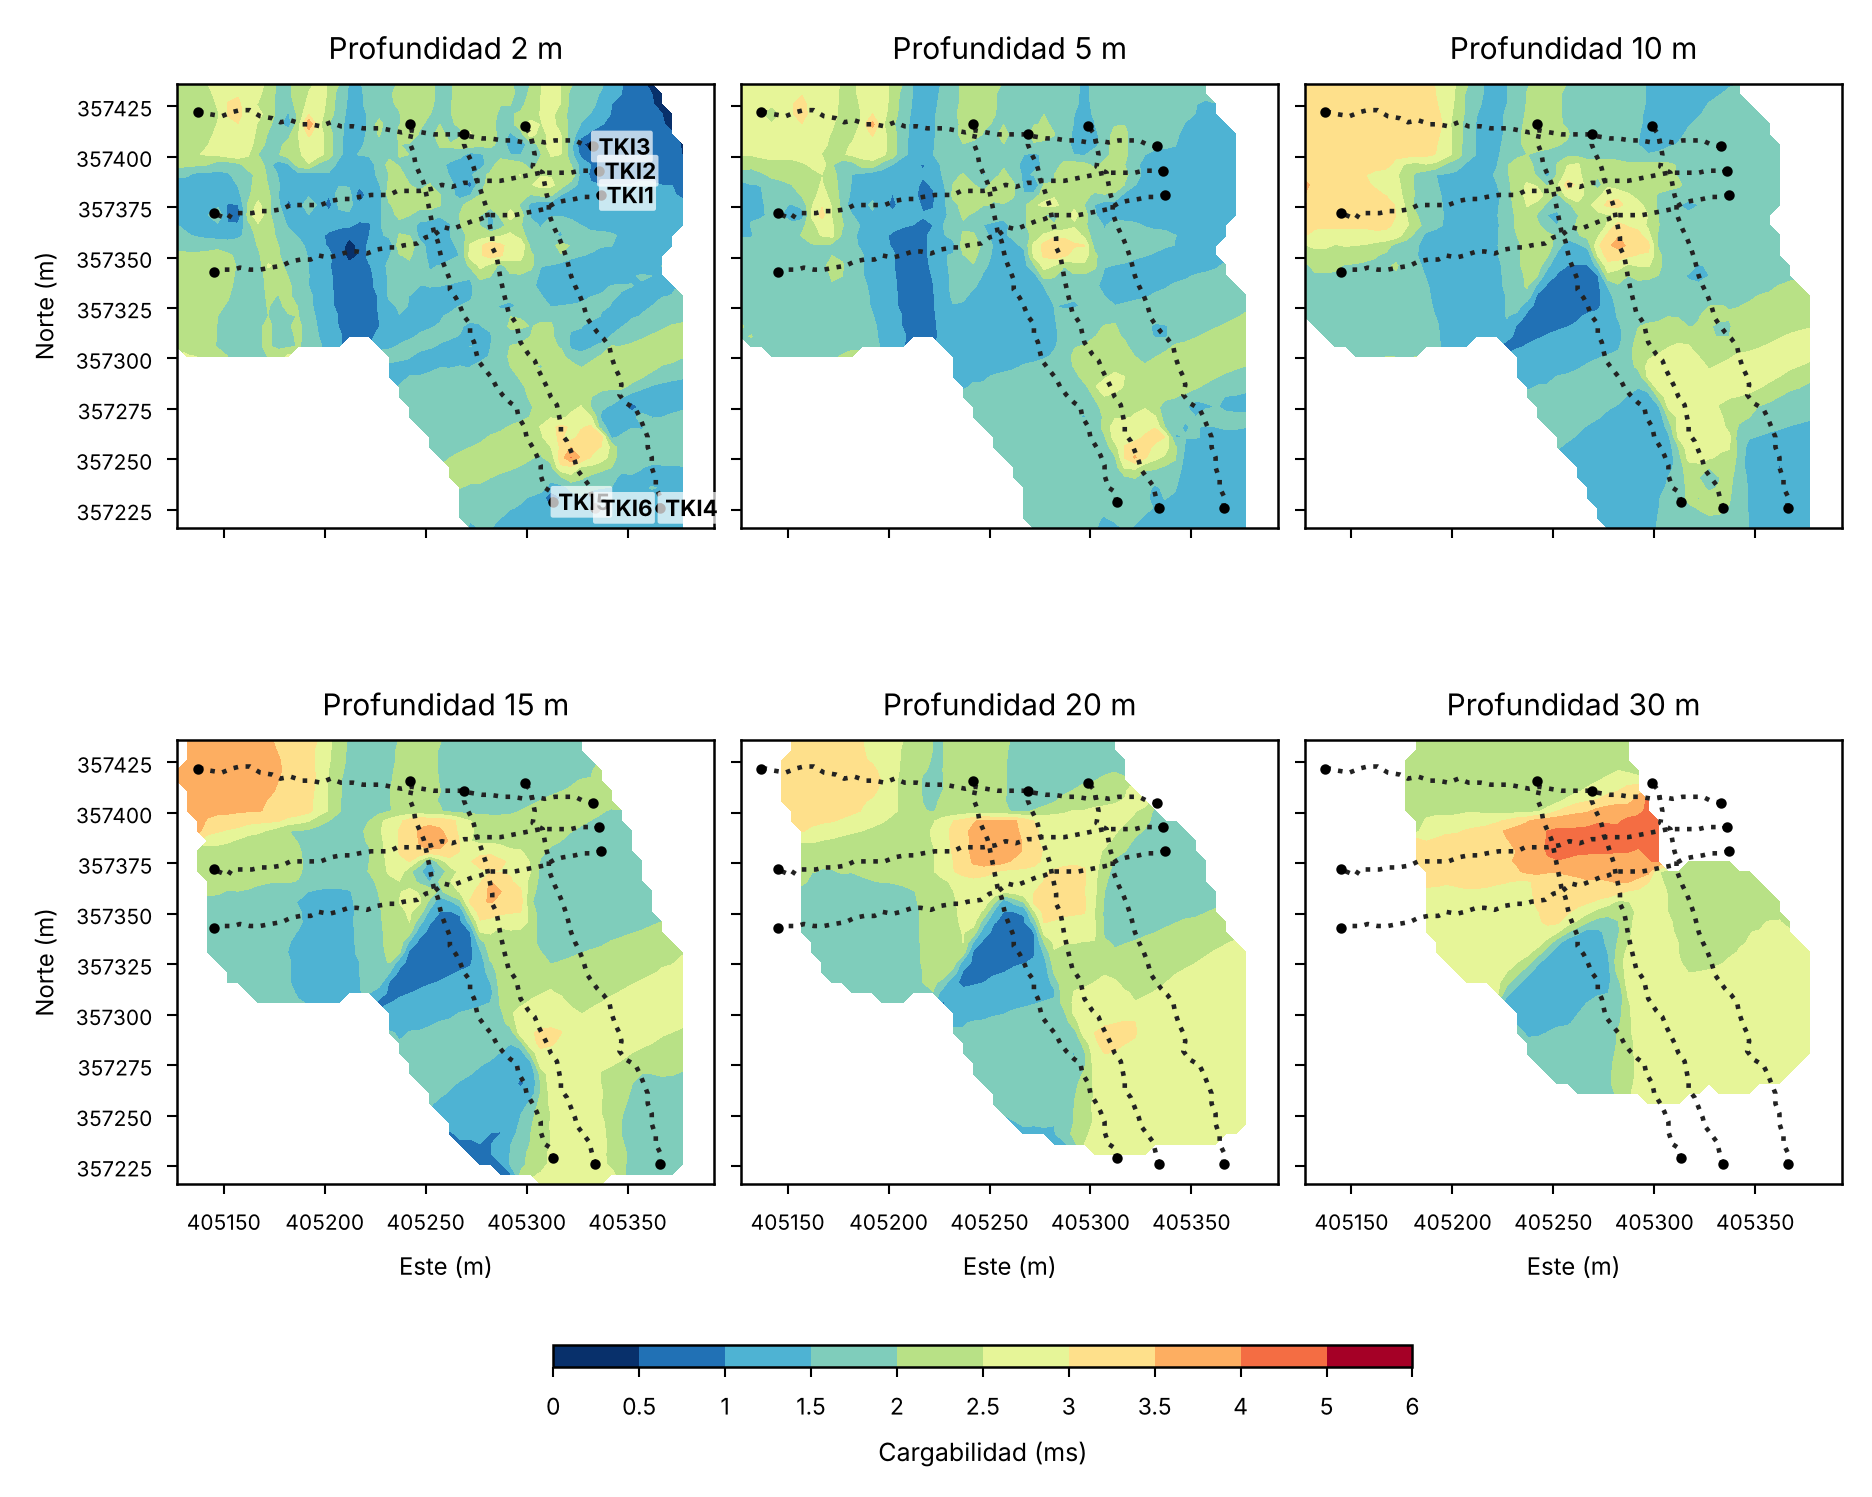 Profundidad 2 m
Profundidad 5 m
Profundidad 10 m
Norte (m)
357425
357400
357375
357350
357325
357300
357275
357250
357225
TKI3
TKI2
TKI1
TKI5
TKI6
TKI4
Profundidad 15 m
Profundidad 20 m
Profundidad 30 m
Norte (m)
357425
357400
357375
357350
357325
357300
357275
357250
357225
405150 405200 405250 405300 405350
405150 405200 405250 405300 405350
405150 405200 405250 405300 405350
Este (m)
Este (m)
Este (m)
0 0.5 1 1.5 2 2.5 3 3.5 4 5 6
Cargabilidad (ms)